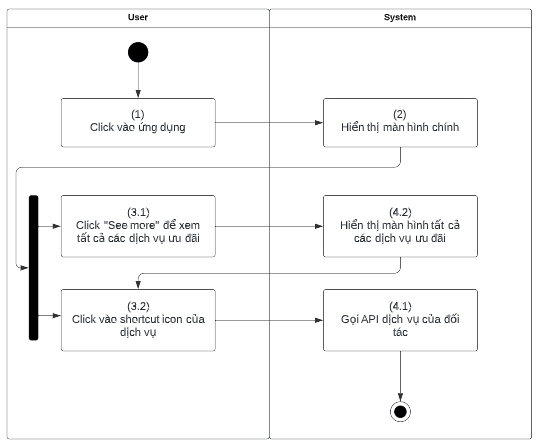 User
System
(1)
Click vào ứng dụng
(2)
Hiển thị màn hình chính
(3.1)
Click "See more" để xem
tất cả các dịch vụ ưu đãi
(4.2)
Hiển thị màn hình tất cả
các dịch vụ ưu đãi
(3.2)
Click vào shortcut icon của
dịch vụ
(4.1)
Gọi API dịch vụ của đối
tác